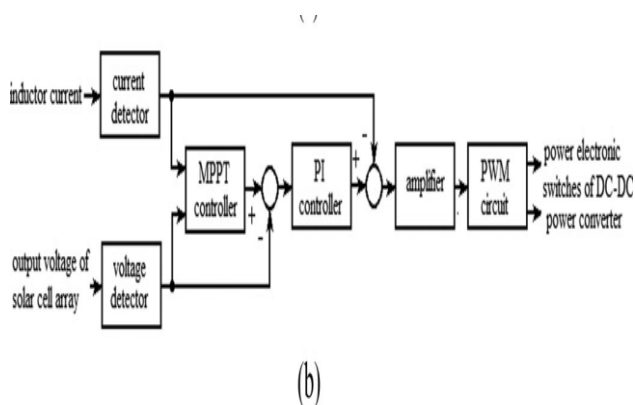 inductor current
current
detector
MPPT
controller
PI
controller
amplifier
PWM
circuit
power electronic
switches of DC-DC
power converter
output voltage of
solar cell array
voltage
detector
+
-
+
-
(b)